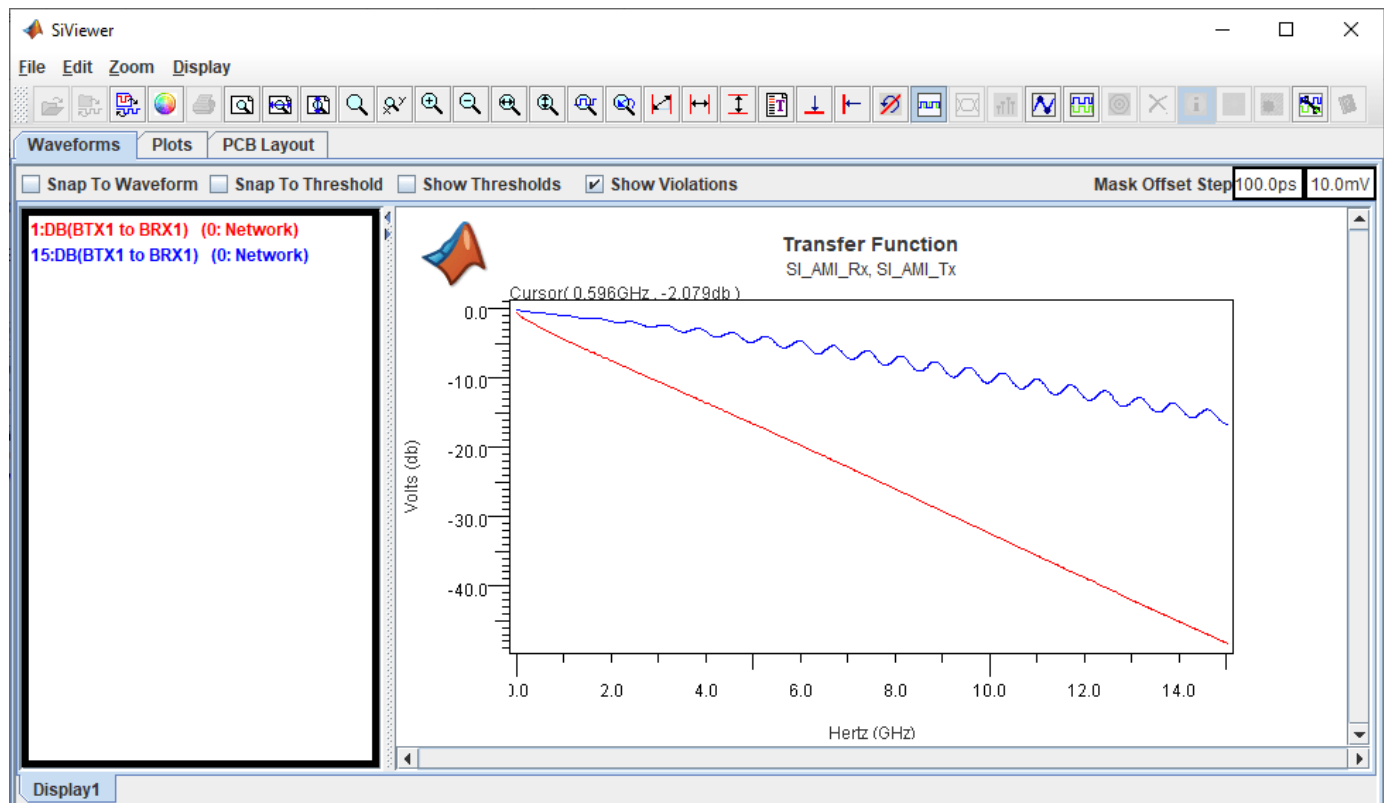 SiViewer
File Edit Zoom Display
Waveforms Plots PCB Layout
Snap To Waveform Snap To Threshold Show Thresholds Show Violations Mask Offset Step 100.0ps 10.0mV
1:DB(BTX1 to BRX1) (0: Network)
15:DB(BTX1 to BRX1) (0: Network)
Transfer Function
SI_AMI_Rx, SI_AMI_Tx
Cursor( 0.596GHz , -2.079db )
0.0
-10.0
-20.0
-30.0
-40.0
Volts (db)
).0 2.0 4.0 6.0 8.0 10.0 12.0 14.0
Hertz (GHz)
Display1